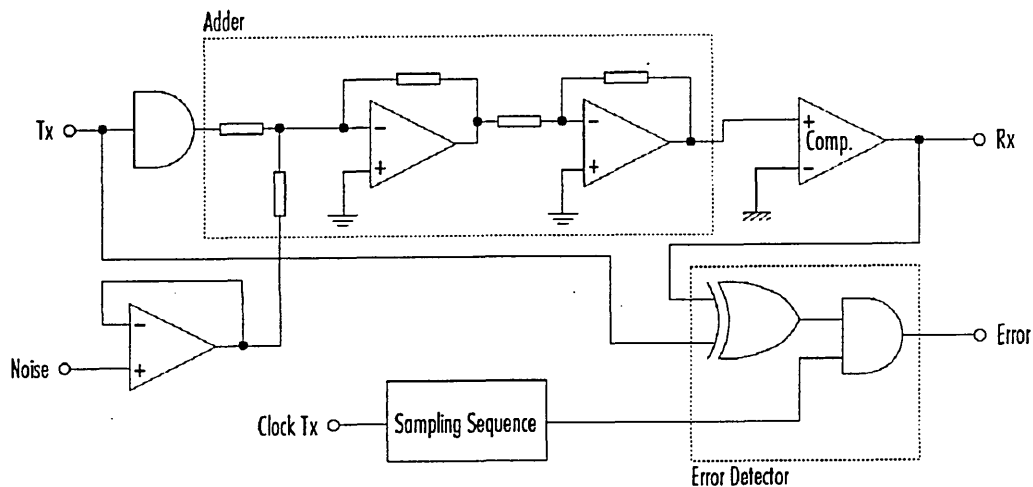 Adder
Tx
Comp.
Rx
Noise
Error
Clock Tx
Sampling Sequence
Error Detector